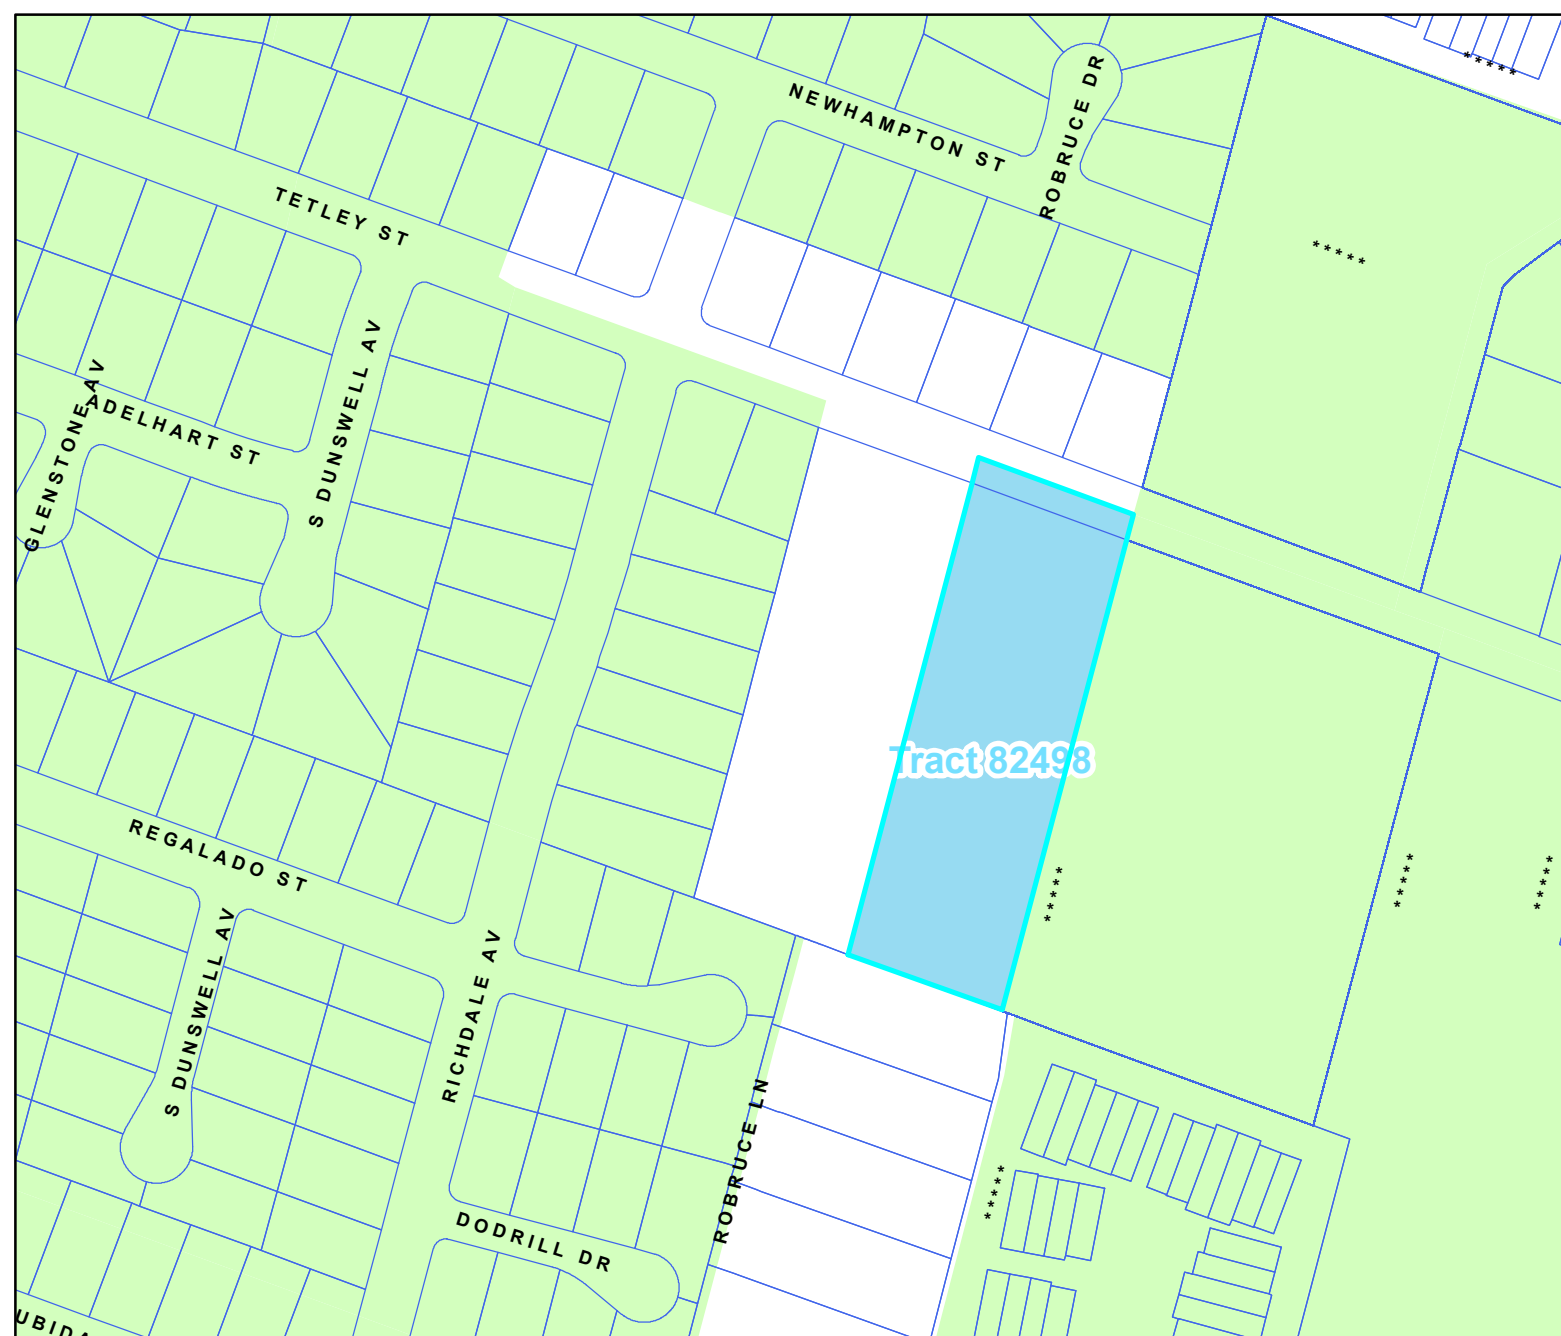 *****
NEWHAMPTON ST
ROBRUCE DR
TETLEY ST
*****
S DUNSWELL AV
GLENSTONE AV
ADELHART ST
Tract 82498
REGALADO ST
*****
*****
*****
S DUNSWELL AV
RICHDALE AV
ROBRUCE LN
*****
DODRILL DR